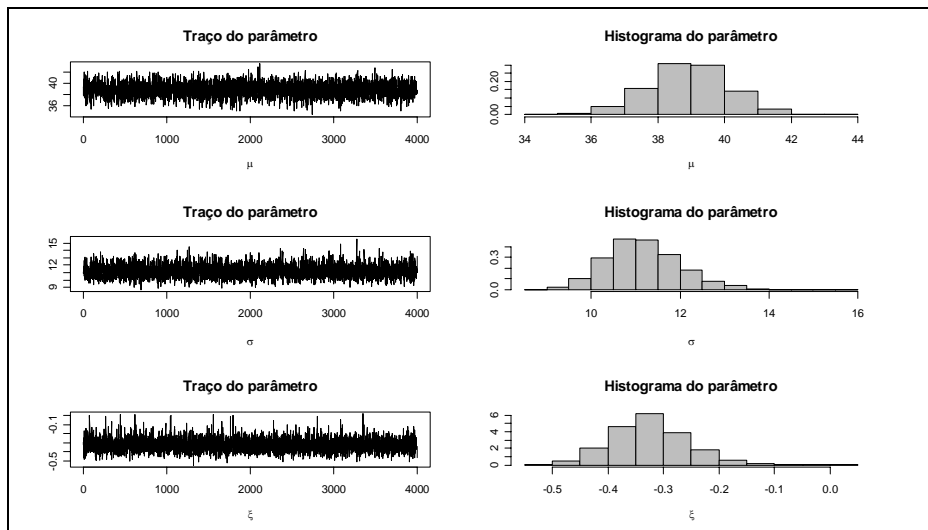 Traço do parâmetro
40
36
0 1000 2000 3000 4000
μ
Histograma do parâmetro
0.20
0.00
34 36 38 40 42 44
μ
Traço do parâmetro
15
12
9
0 1000 2000 3000 4000
σ
Histograma do parâmetro
0.3
0.0
10 12 14 16
σ
Traço do parâmetro
-0.1
-0.5
0 1000 2000 3000 4000
ξ
Histograma do parâmetro
6
4
2
0
-0.5 -0.4 -0.3 -0.2 -0.1 0.0
ξ